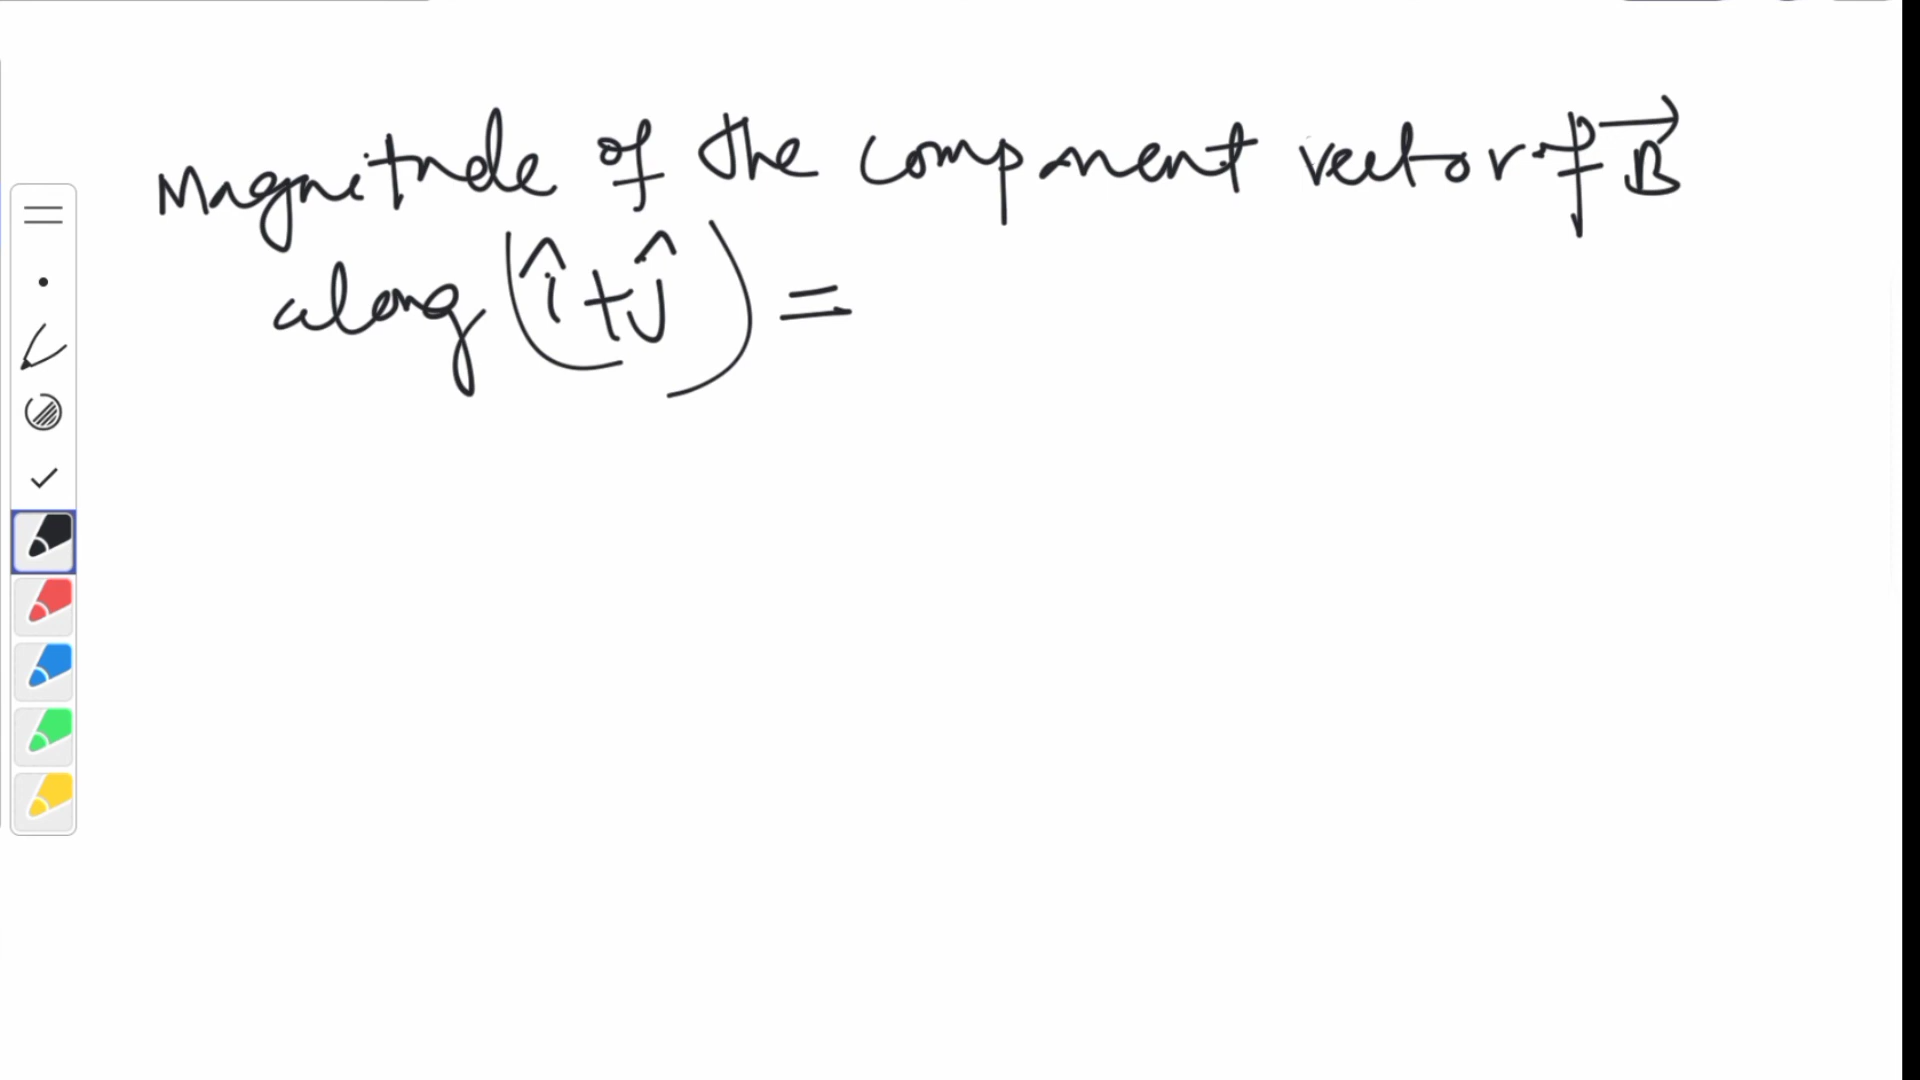 Magnitude of the component vector of B⃗
along (î+ĵ) =